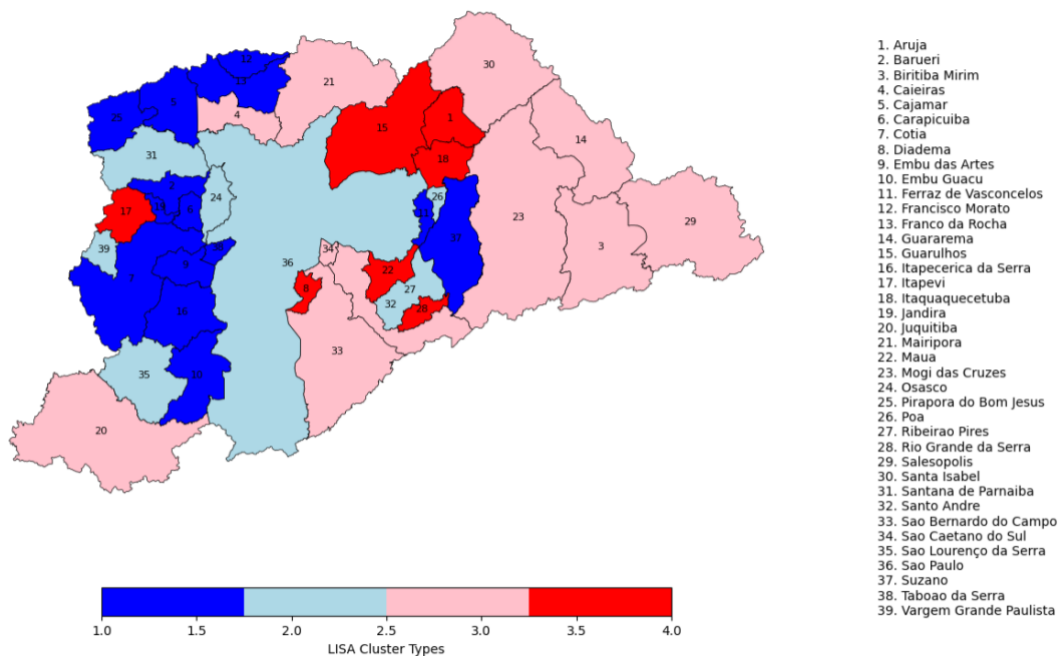 12
30
13
21
5
4
25
15
1
14
31
18
2
24
26
19
6
17
11
23
29
37
38
39
3
34
9
36
7
22
8
27
32
28
16
33
35
10
20
1. Aruja
2. Barueri
3. Biritiba Mirim
4. Caieiras
5. Cajamar
6. Carapicuiba
7. Cotia
8. Diadema
9. Embu das Artes
10. Embu Guacu
11. Ferraz de Vasconcelos
12. Francisco Morato
13. Franco da Rocha
14. Guararema
15. Guarulhos
16. Itapecerica da Serra
17. Itapevi
18. Itaquaquecetuba
19. Jandira
20. Juquitiba
21. Mairipora
22. Maua
23. Mogi das Cruzes
24. Osasco
25. Pirapora do Bom Jesus
26. Poa
27. Ribeirao Pires
28. Rio Grande da Serra
29. Salesopolis
30. Santa Isabel
31. Santana de Parnaiba
32. Santo Andre
33. Sao Bernardo do Campo
34. Sao Caetano do Sul
35. Sao Lourenço da Serra
36. Sao Paulo
37. Suzano
38. Taboao da Serra
39. Vargem Grande Paulista
1.0 1.5 2.0 2.5 3.0 3.5 4.0
LISA Cluster Types